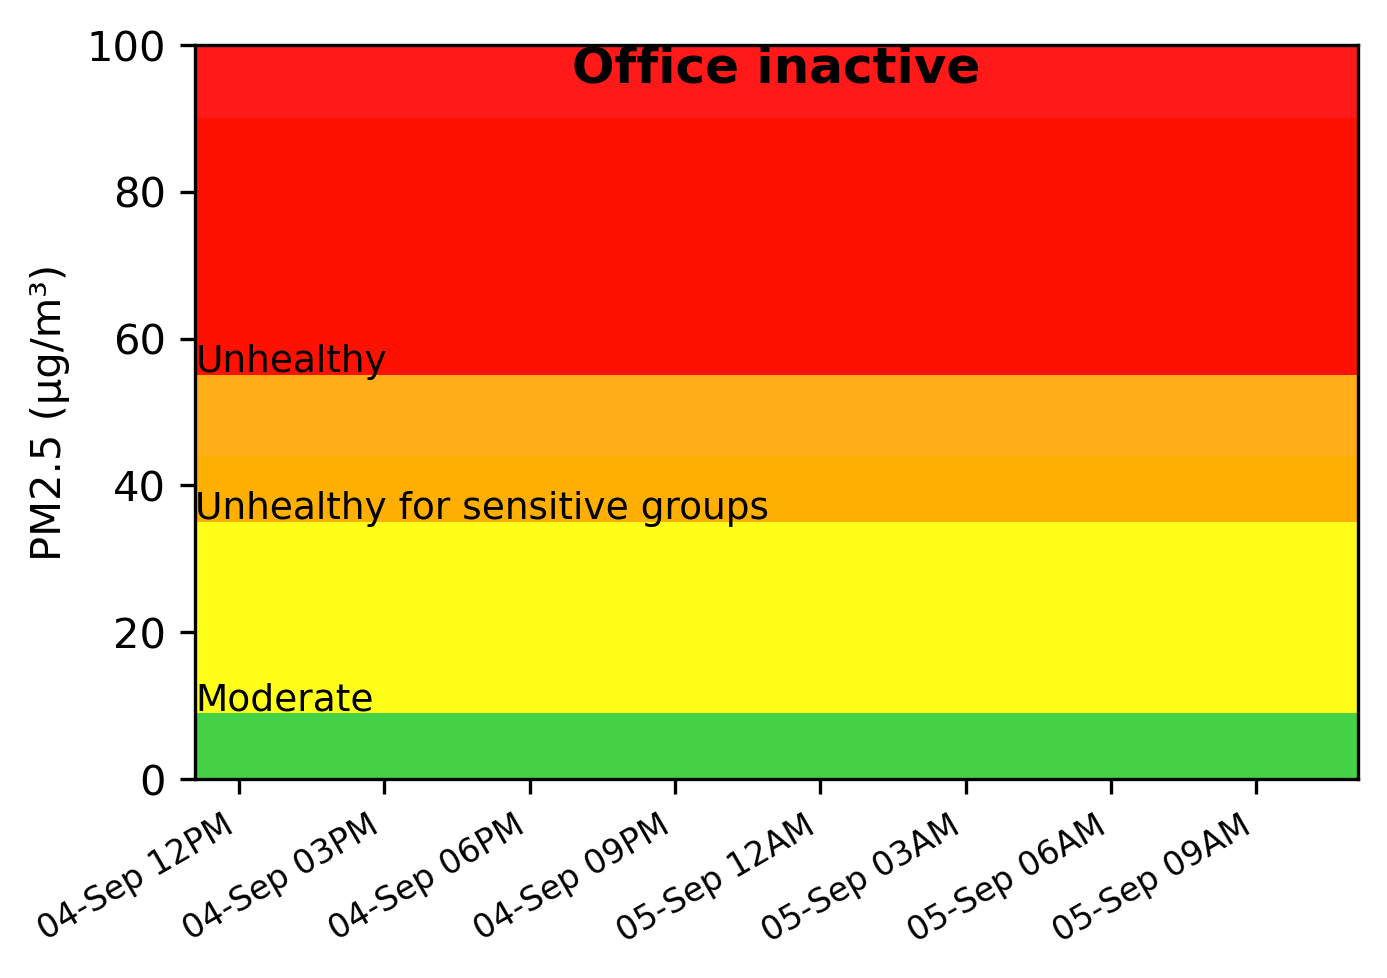 Office inactive
100
80
60
40
20
0
PM2.5 (µg/m³)
Unhealthy
Unhealthy for sensitive groups
Moderate
04-Sep 12PM
04-Sep 03PM
04-Sep 06PM
04-Sep 09PM
05-Sep 12AM
05-Sep 03AM
05-Sep 06AM
05-Sep 09AM